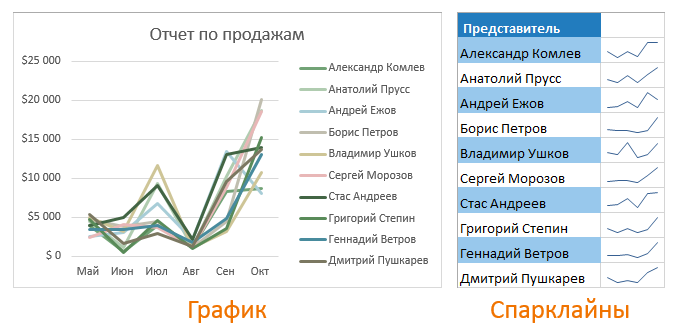 Отчет по продажам
$25 000
$20 000
$15 000
$10 000
$5 000
$ 0
Май Июн Июл Авг Сен Окт
Александр Комлев
Анатолий Прусс
Андрей Ежов
Борис Петров
Владимир Ушков
Сергей Морозов
Стас Андреев
Григорий Степин
Геннадий Ветров
Дмитрий Пушкарев
График
Представитель
Александр Комлев
Анатолий Прусс
Андрей Ежов
Борис Петров
Владимир Ушков
Сергей Морозов
Стас Андреев
Григорий Степин
Геннадий Ветров
Дмитрий Пушкарев
Спарклайны